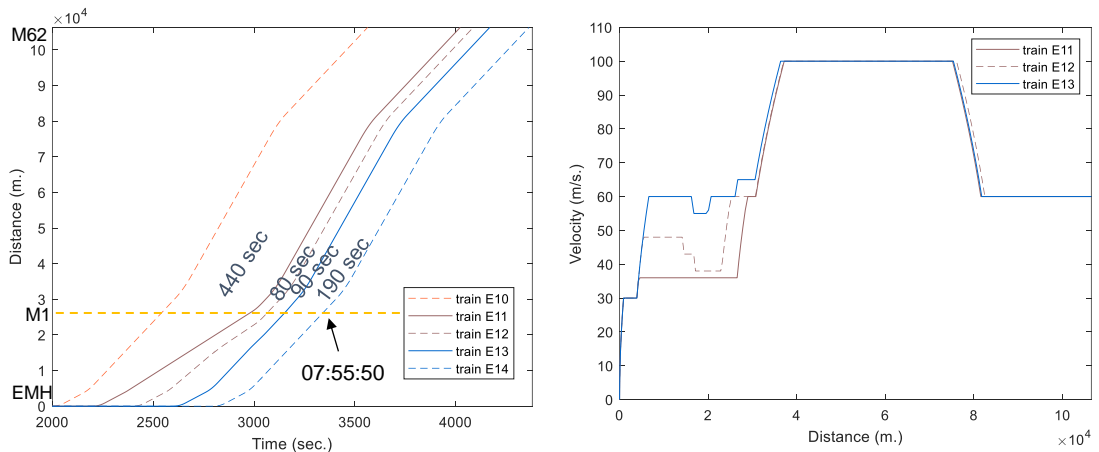 ×10⁴
M62
10
9
8
7
6
5
4
3
M1
2
1
EMH
0
Distance (m.)
440 sec
80 sec
90 sec
190 sec
07:55:50
train E10
train E11
train E12
train E13
train E14
2000
2500
3000
3500
4000
Time (sec.)
110
100
90
80
70
60
50
40
30
20
10
0
Velocity (m/s.)
train E11
train E12
train E13
0
2
4
6
8
10
×10⁴
Distance (m.)